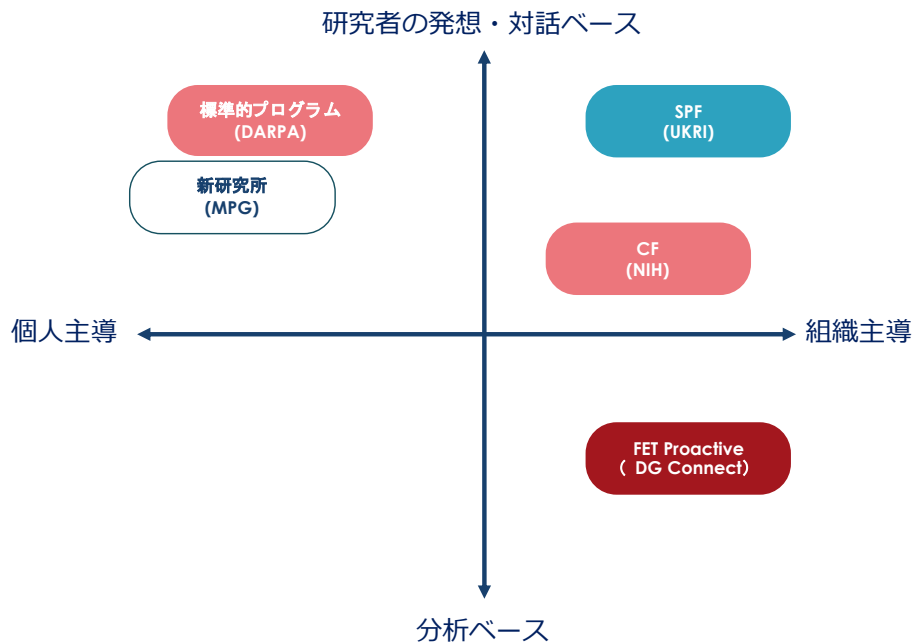 研究者の発想・対話ベース
標準的プログラム
(DARPA)
SPF
(UKRI)
新研究所
(MPG)
CF
(NIH)
個人主導
組織主導
FET Proactive
( DG Connect)
分析ベース